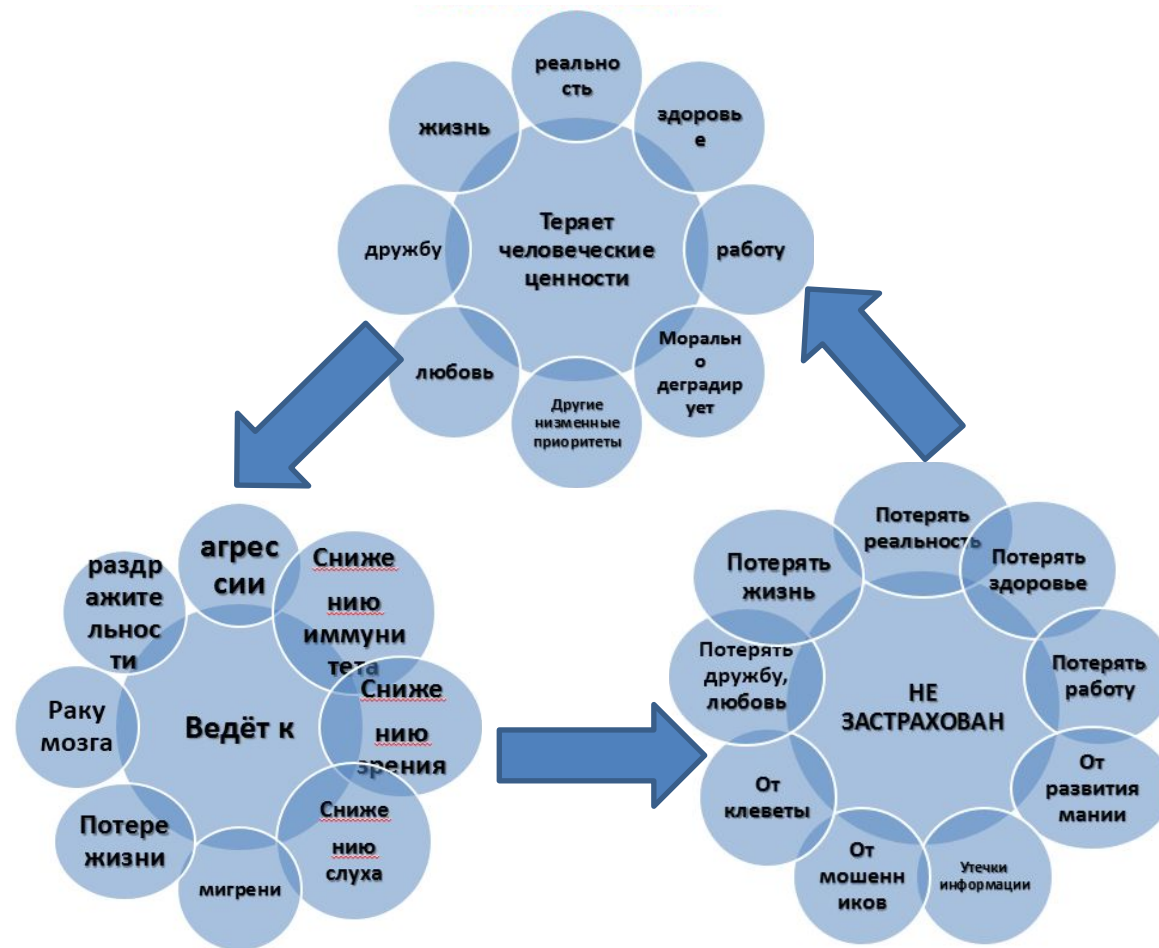 реально
сть
здоровь
е
работу
Моральн
о
деградир
ует
Другие
низменные
приоритеты
любовь
дружбу
жизнь
Теряет
человеческие
ценности
агрес
сии
Сниже
нию
иммуни
тета
Сниже
нию
зрения
Сниже
нию
слуха
мигрени
Потере
жизни
Раку
мозга
раздр
ажите
льнос
ти
Ведёт к
Потерять
реальность
Потерять
здоровье
Потерять
работу
От
развития
мании
Утечки
информации
От
мошенн
иков
От
клеветы
Потерять
дружбу,
любовь
Потерять
жизнь
НЕ
ЗАСТРАХОВАН